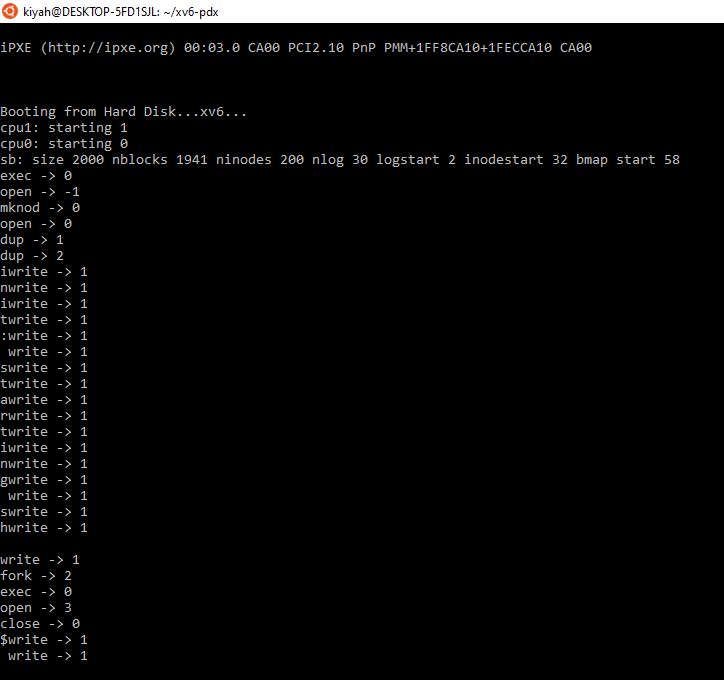 kiyah@DESKTOP-5FD1SJL: ~/xv6-pdx
iPXE (http://ipxe.org) 00:03.0 CA00 PCI2.10 PnP PMM+1FF8CA10+1FECCA10 CA00
Booting from Hard Disk...xv6...
cpu1: starting 1
cpu0: starting 0
sb: size 2000 nblocks 1941 ninodes 200 nlog 30 logstart 2 inodestart 32 bmap start 58
exec -> 0
open -> -1
mknod -> 0
open -> 0
dup -> 1
dup -> 2
iwrite -> 1
nwrite -> 1
iwrite -> 1
twrite -> 1
:write -> 1
 write -> 1
swrite -> 1
twrite -> 1
awrite -> 1
rwrite -> 1
twrite -> 1
iwrite -> 1
nwrite -> 1
gwrite -> 1
 write -> 1
swrite -> 1
hwrite -> 1

write -> 1
fork -> 2
exec -> 0
open -> 3
close -> 0
$write -> 1
 write -> 1